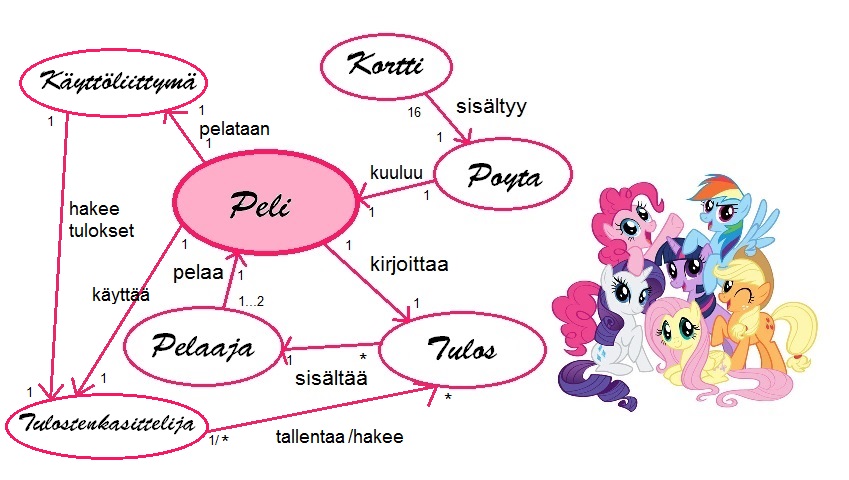 Käyttöliittymä
Kortti
1
1
pelataan
1
16
sisältyy
1
kuuluu
Poyta
1
1
Peli
hakee
tulokset
1
1
kirjoittaa
pelaa
1
käyttää
1...2
1
Pelaaja
1
*
Tulos
sisältää
1
1
*
Tulostenkasittelija
1/ *
tallentaa /hakee